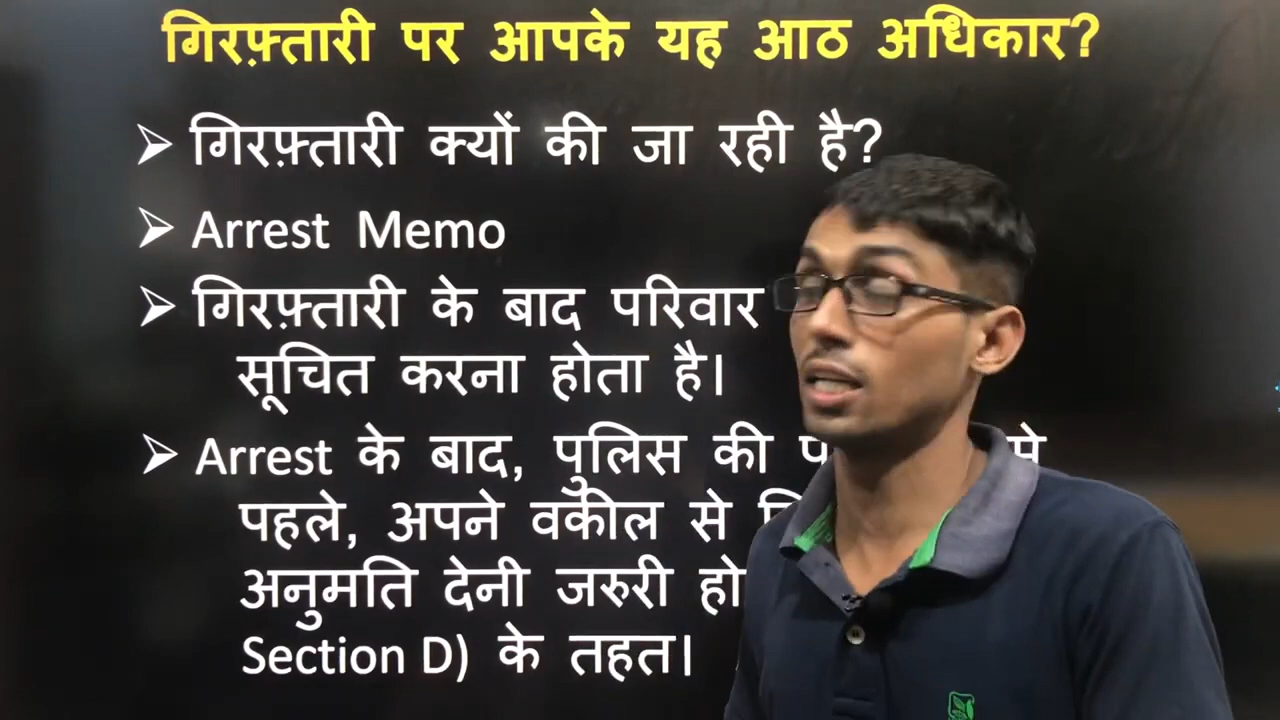 गिरफ़्तारी पर आपके यह आठ अधिकार?
गिरफ़्तारी क्यों की जा रही है?
Arrest Memo
गिरफ़्तारी के बाद परिवार
सूचित करना होता है।
Arrest के बाद, पुलिस की
पहले, अपने वकील से
अनुमति देनी जरुरी
Section D) के तहत।